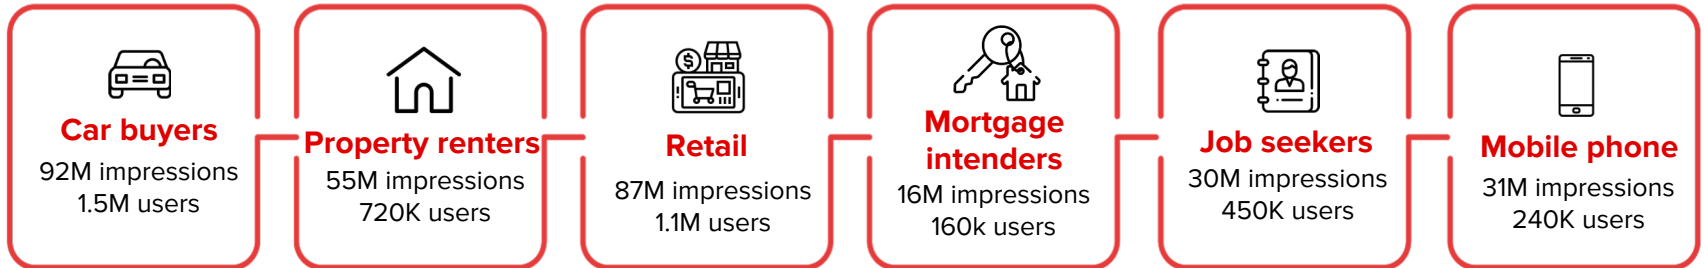 Car buyers
92M impressions
1.5M users
Property renters
55M impressions
720K users
$
Retail
87M impressions
1.1M users
Mortgage
intenders
16M impressions
160k users
Job seekers
30M impressions
450K users
Mobile phone
31M impressions
240K users